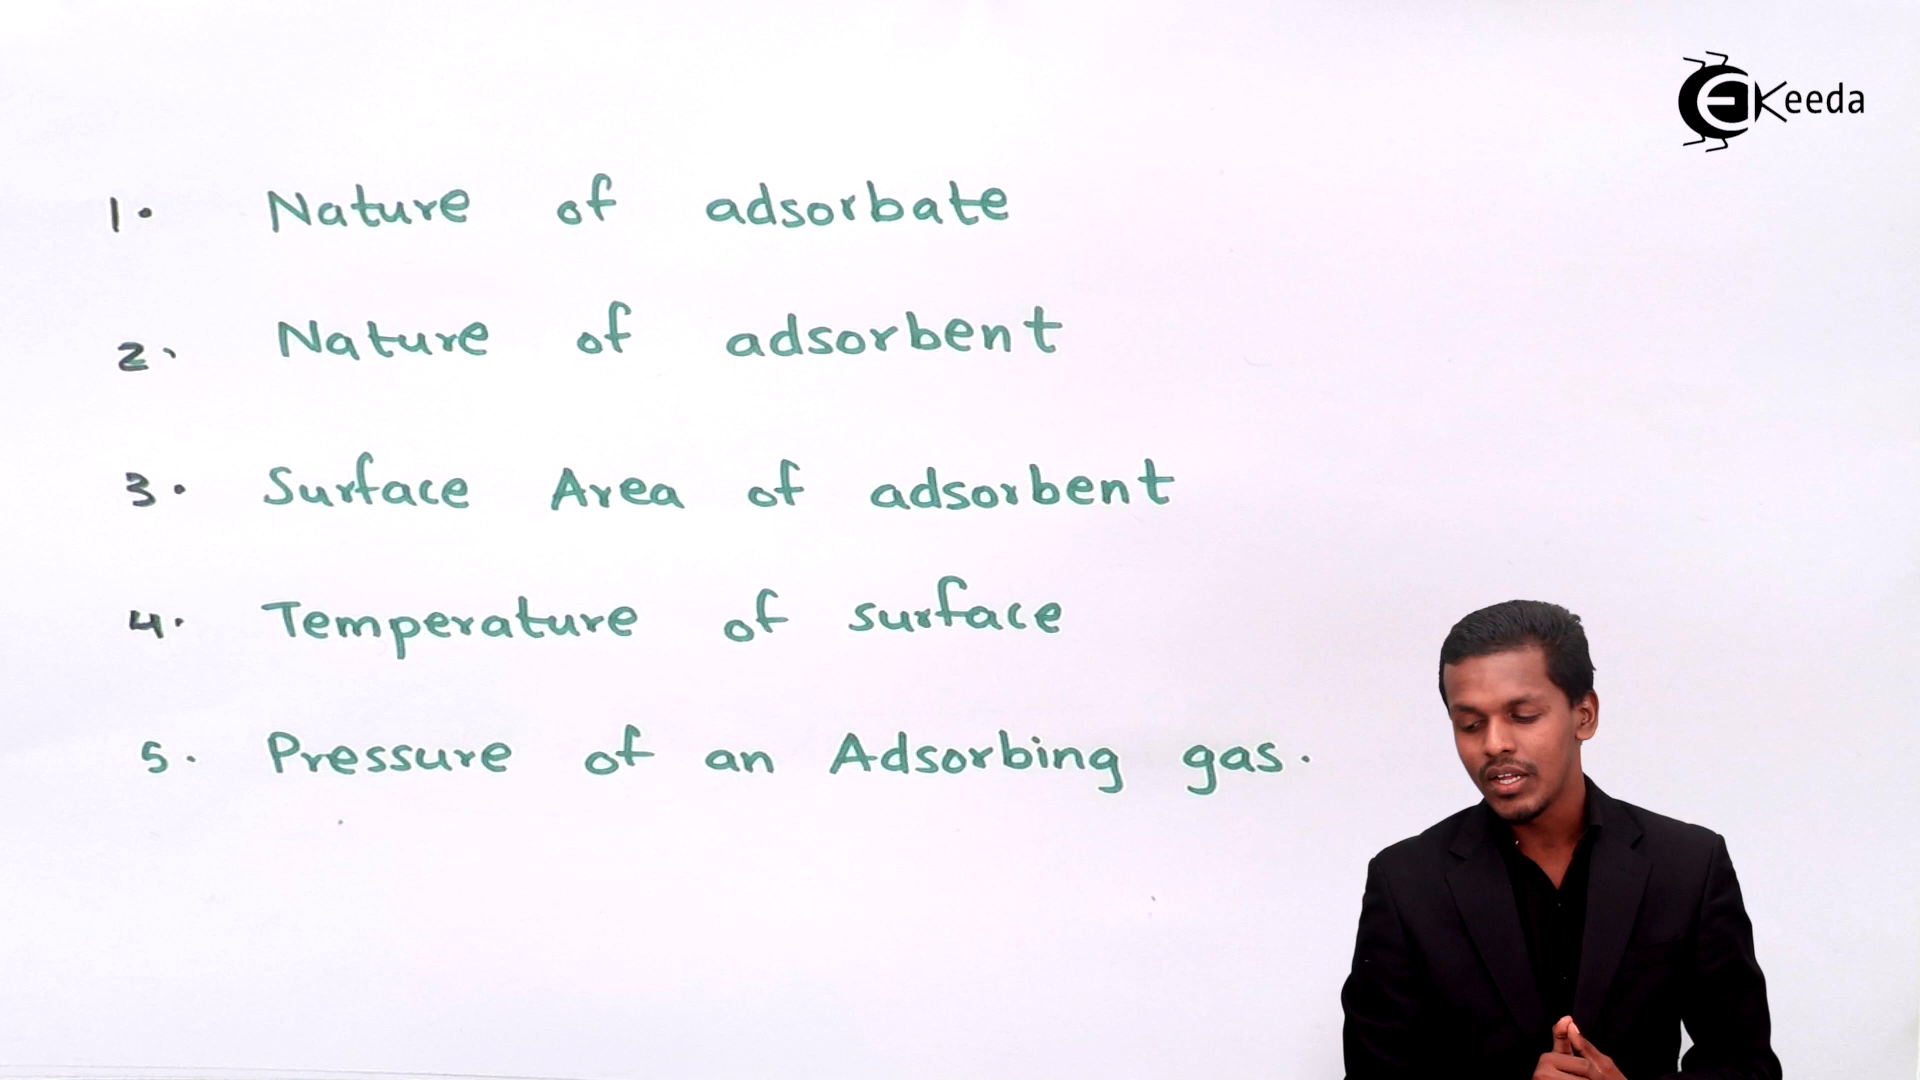 EKeeda
1. Nature of adsorbate
2. Nature of adsorbent
3. Surface Area of adsorbent
4. Temperature of surface
5. Pressure of an Adsorbing gas.